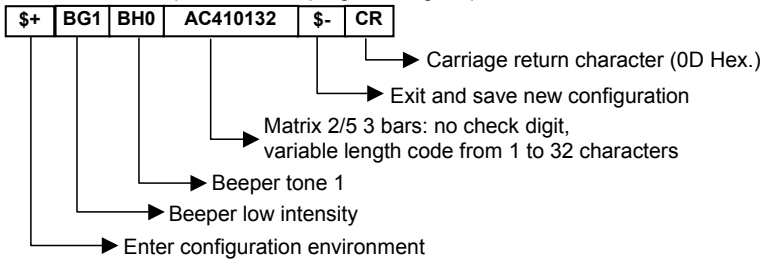 $+ BG1 BH0 AC410132 $- CR
Carriage return character (0D Hex.)
Exit and save new configuration
Matrix 2/5 3 bars: no check digit,
variable length code from 1 to 32 characters
Beeper tone 1
Beeper low intensity
Enter configuration environment